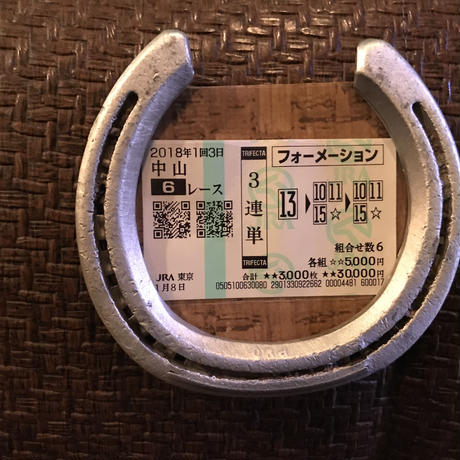 2018年1回3日
中山
6レース
TRIFECTA
3連単
TRIFECTA
フォーメーション
13 10 11 15 ☆ 10 11 15 ☆
組合せ数6
各組 ☆☆5,000円
合計 ★★3,000枚 ★★30,000円
JRA 東京
1月8日
0505100630080 2901330922662 00004481 600017